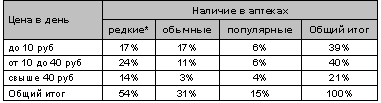 Цена в день Наличие в аптеках
редкие* обычные популярные Общий итог
до 10 руб 17% 17% 6% 39%
от 10 до 40 руб 24% 11% 6% 40%
свыше 40 руб 14% 3% 4% 21%
Общий итог 54% 31% 15% 100%